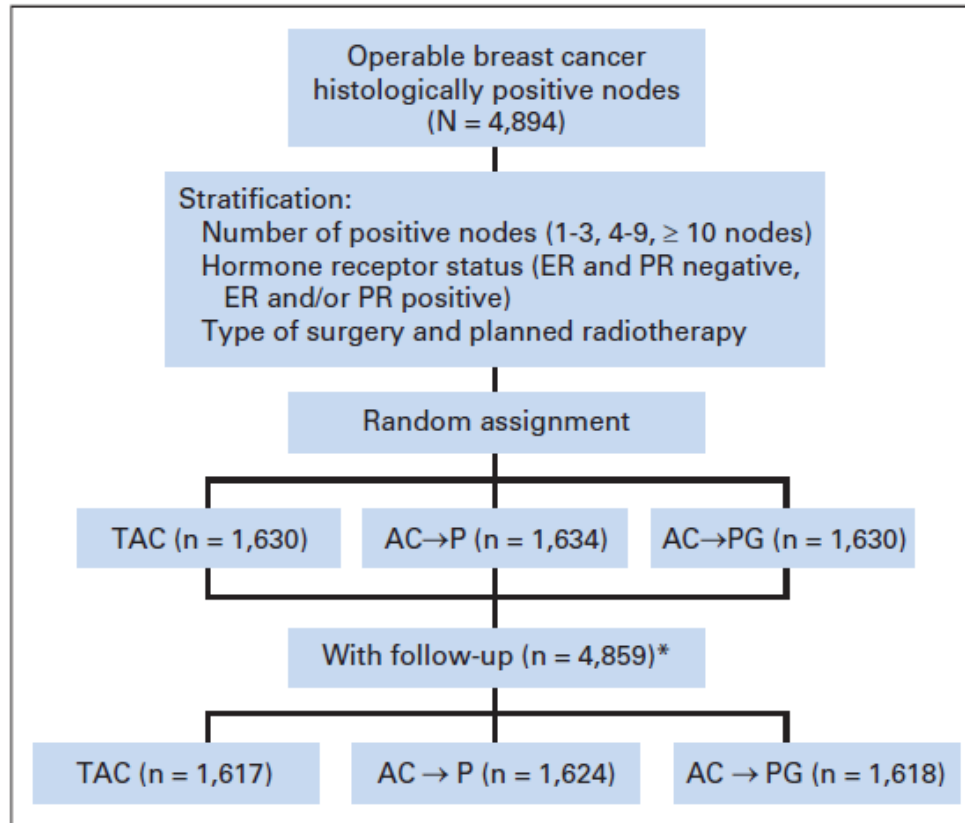 Operable breast cancer
histologically positive nodes
(N = 4,894)
Stratification:
Number of positive nodes (1-3, 4-9, ≥ 10 nodes)
Hormone receptor status (ER and PR negative,
ER and/or PR positive)
Type of surgery and planned radiotherapy
Random assignment
TAC (n = 1,630)
AC→P (n = 1,634)
AC→PG (n = 1,630)
With follow-up (n = 4,859)*
TAC (n = 1,617)
AC → P (n = 1,624)
AC → PG (n = 1,618)